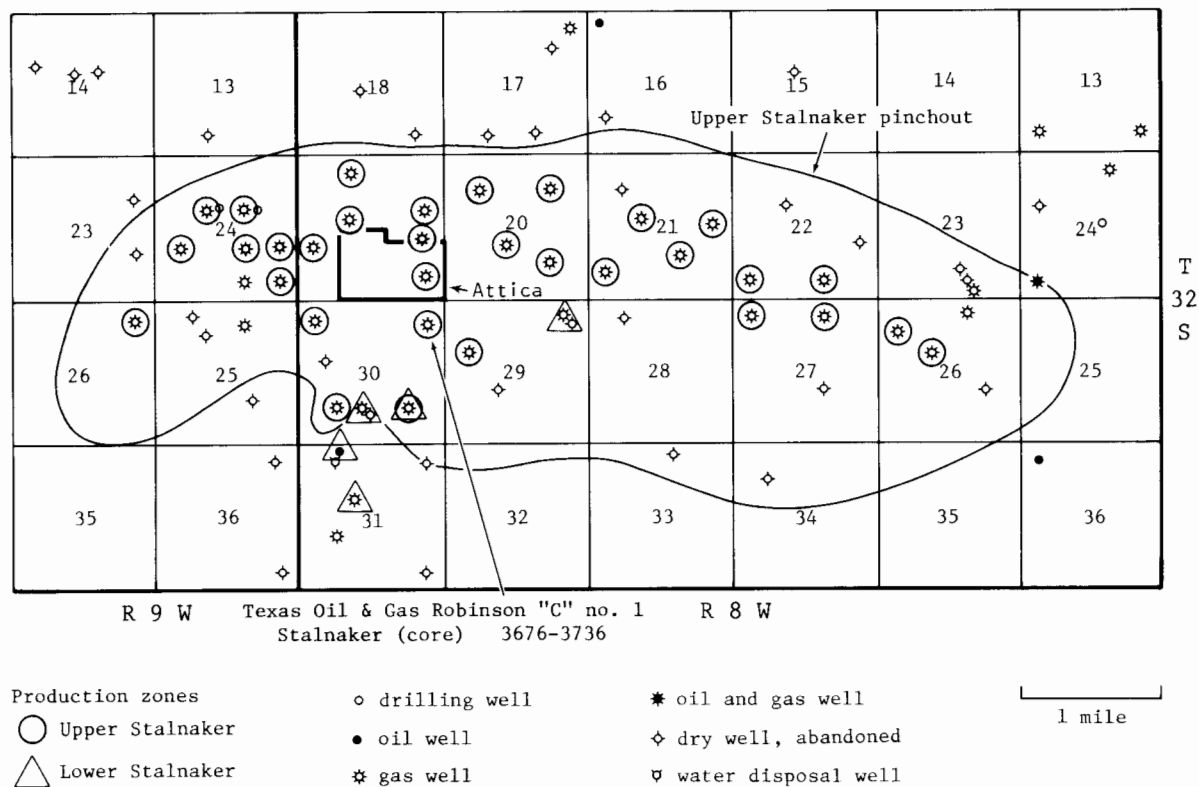 14 13 18 17 16 15 14 13
Upper Stalnaker pinchout
23 24 20 21 22 23 24
Attica
T
32
S
26 25 30 29 28 27 26 25
35 36 31 32 33 34 35 36
R 9 W
R 8 W
Texas Oil & Gas Robinson "C" no. 1
Stalnaker (core) 3676-3736
Production zones
Upper Stalnaker
Lower Stalnaker
drilling well
oil well
gas well
oil and gas well
dry well, abandoned
water disposal well
1 mile